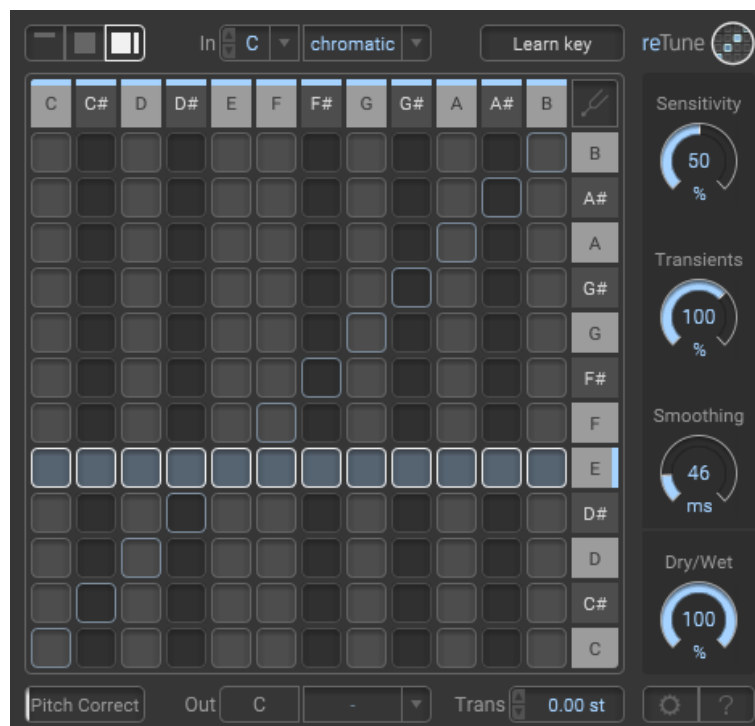 In C chromatic Learn key reTune
C C# D D# E F F# G G# A A# B
Sensitivity
B
50
%
A#
A
Transients
G#
100
%
G
F#
Smoothing
F
E
46
ms
D#
D
Dry/Wet
C#
100
%
C
Pitch Correct Out C - Trans 0.00 st ?